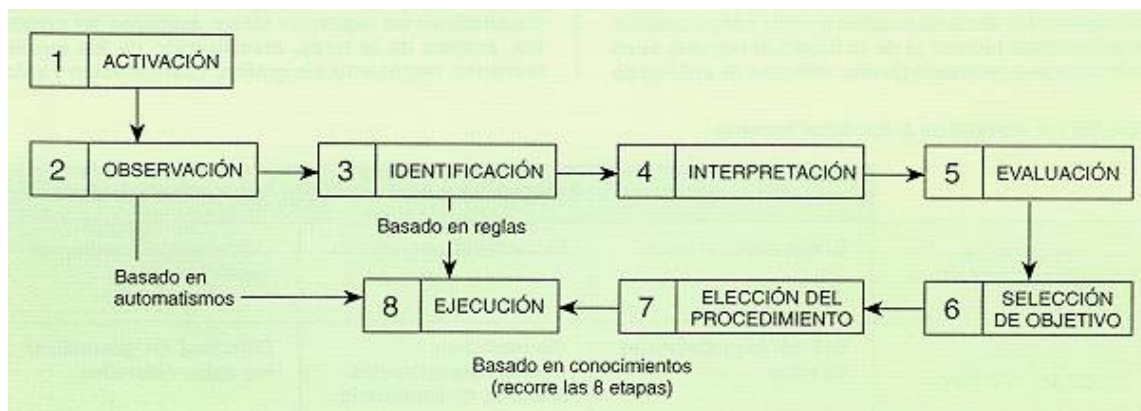 1 ACTIVACIÓN
2 OBSERVACIÓN
3 IDENTIFICACIÓN
4 INTERPRETACIÓN
5 EVALUACIÓN
Basado en reglas
Basado en
automatismos
8 EJECUCIÓN
7 ELECCIÓN DEL
PROCEDIMIENTO
6 SELECCIÓN
DE OBJETIVO
Basado en conocimientos
(recorre las 8 etapas)